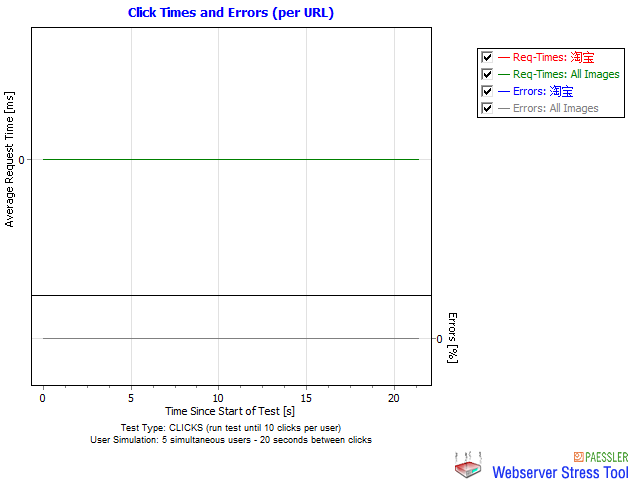 Click Times and Errors (per URL)
Req-Times: 淘宝
Req-Times: All Images
Errors: 淘宝
Errors: All Images
Average Request Time [ms]
0
0
Errors [%]
0 5 10 15 20
Time Since Start of Test [s]
Test Type: CLICKS (run test until 10 clicks per user)
User Simulation: 5 simultaneous users - 20 seconds between clicks
PAESSLER
Webserver Stress Tool